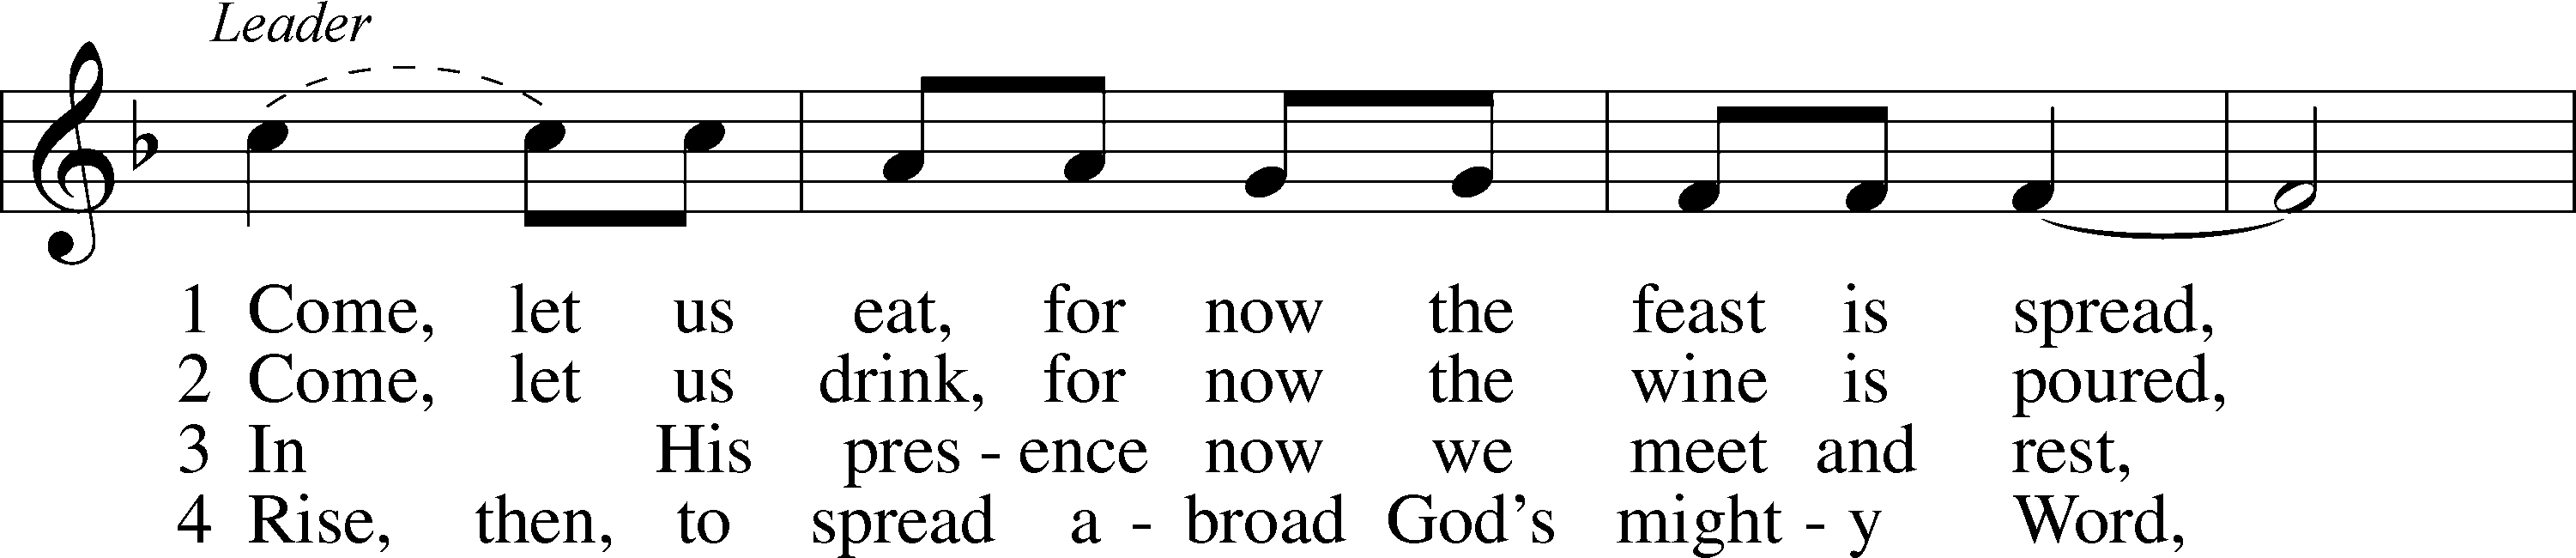 Leader
1 Come, let us eat, for now the feast is spread,
2 Come, let us drink, for now the wine is poured,
3 In His pres - ence now we meet and rest,
4 Rise, then, to spread a - broad God's might - y Word,